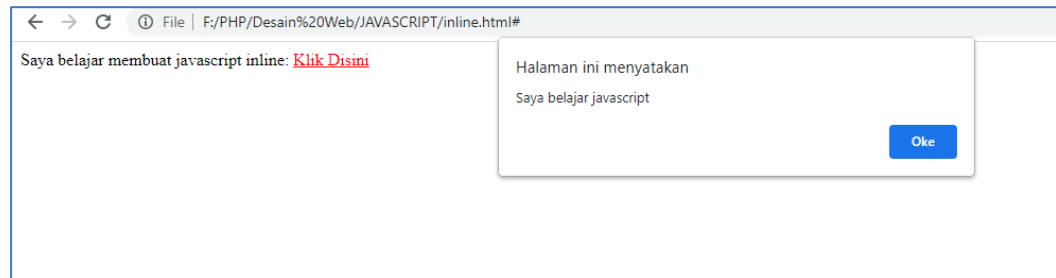 File | F:/PHP/Desain%20Web/JAVASCRIPT/inline.html#
Saya belajar membuat javascript inline: Klik Disini
Halaman ini menyatakan
Saya belajar javascript
Oke